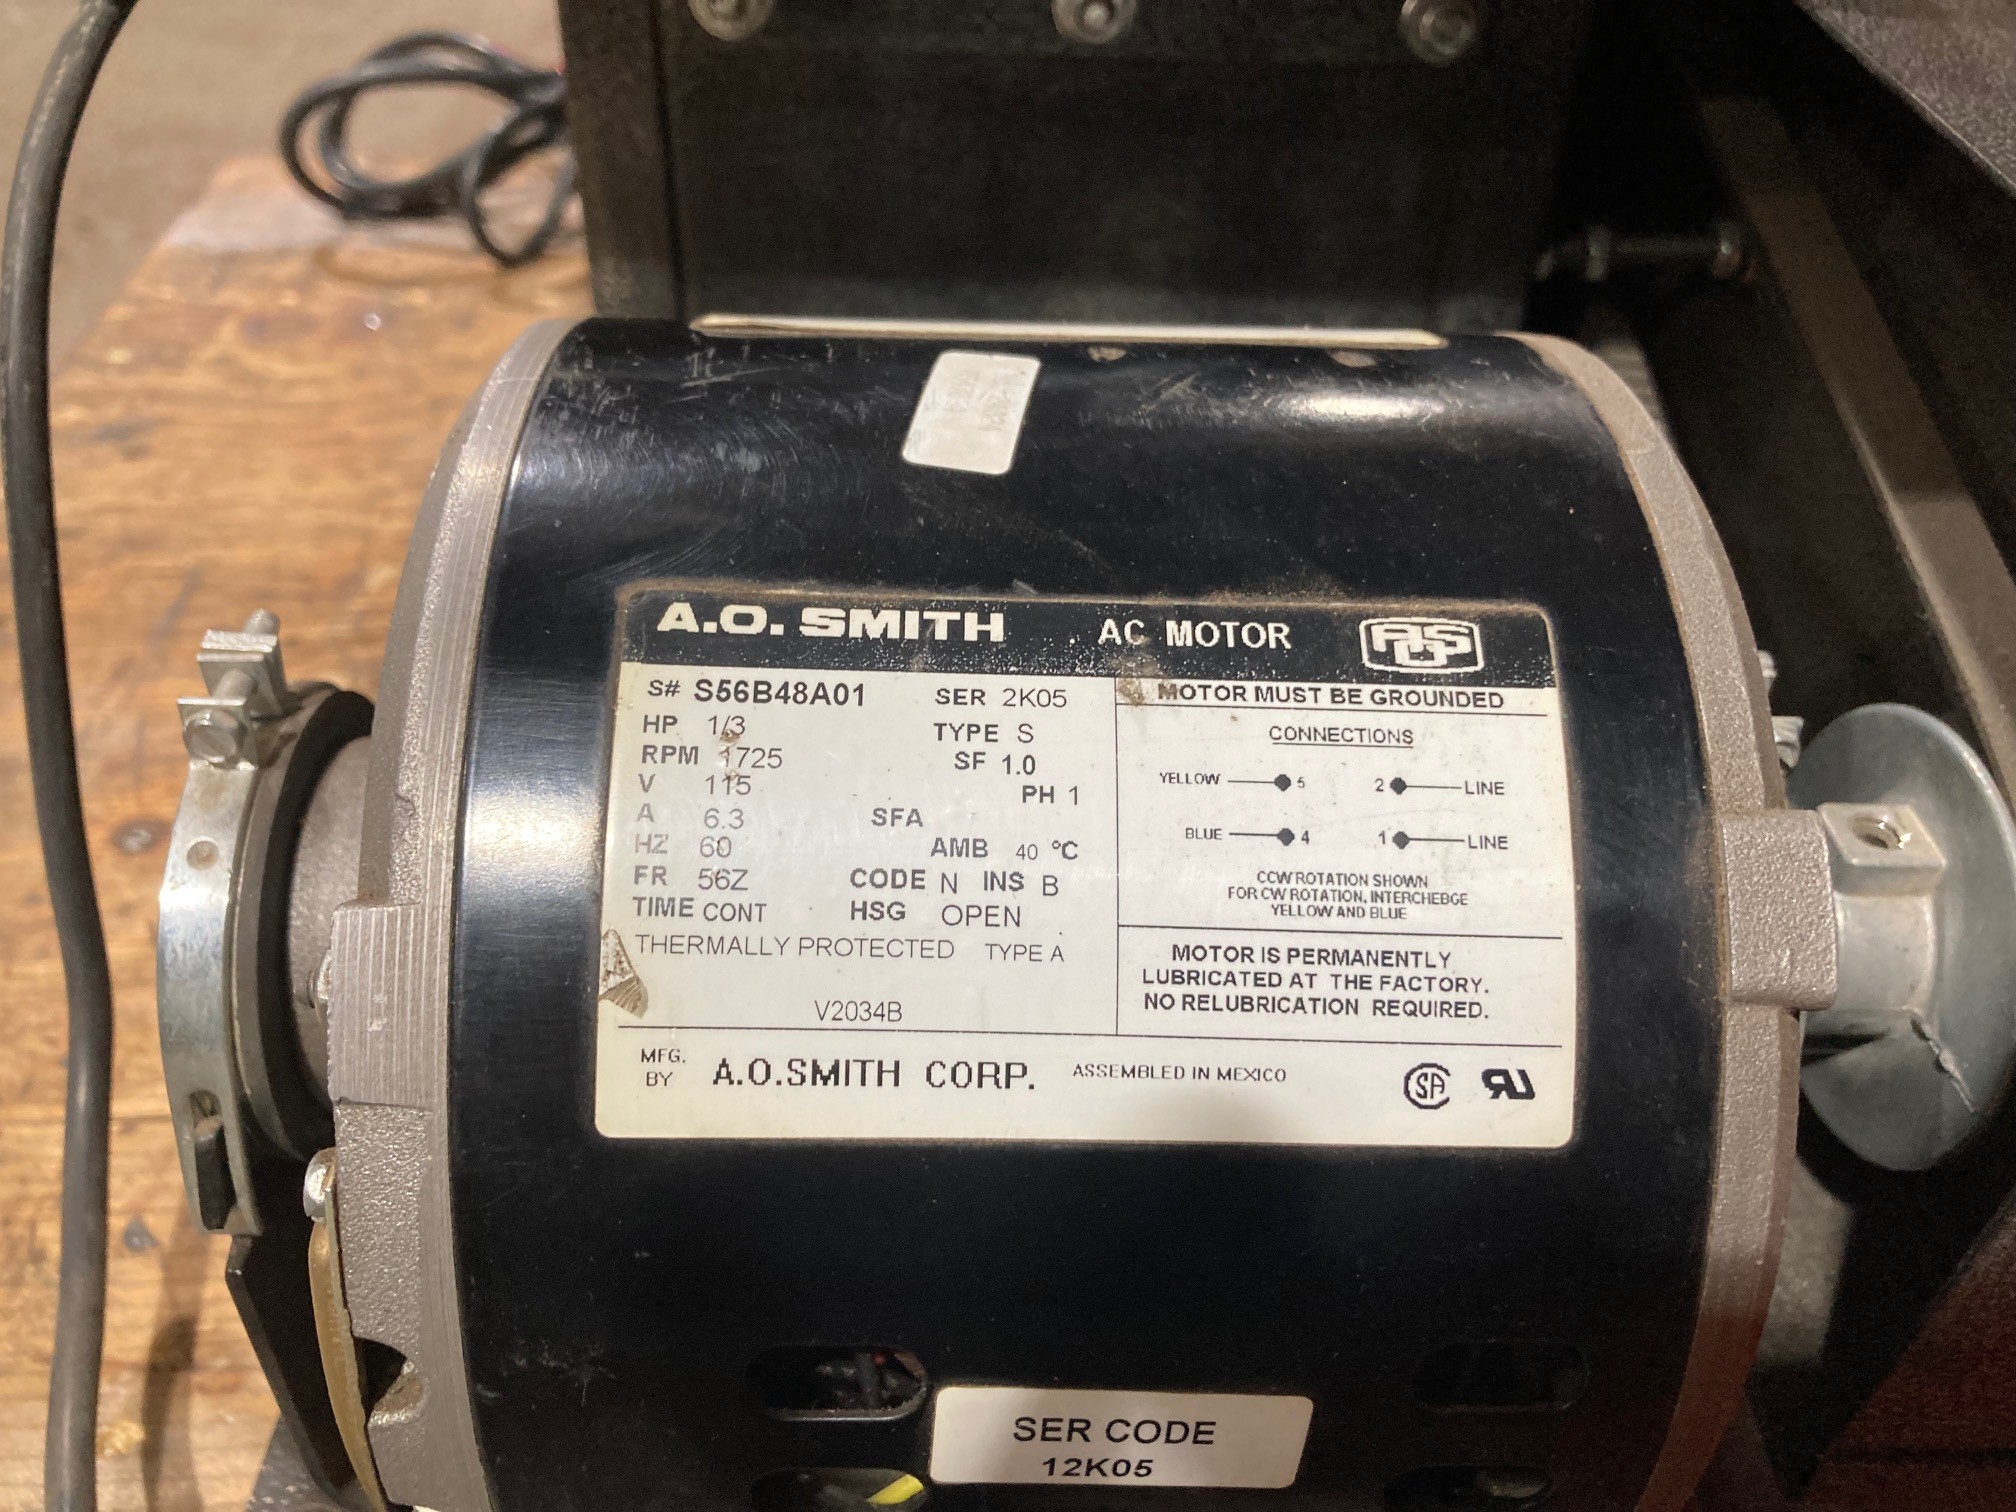 A.O. SMITH AC MOTOR AOS
S# S56B48A01 SER 2K05
HP 1/3 TYPE S
RPM 1725 SF 1.0
V 115 PH 1
A 6.3 SFA
HZ 60 AMB 40 °C
FR 56Z CODE N INS B
TIME CONT HSG OPEN
THERMALLY PROTECTED TYPE A
V2034B
MOTOR MUST BE GROUNDED
CONNECTIONS
YELLOW 5 2 LINE
BLUE 4 1 LINE
CCW ROTATION SHOWN
FOR CW ROTATION, INTERCHEBGE
YELLOW AND BLUE
MOTOR IS PERMANENTLY
LUBRICATED AT THE FACTORY.
NO RELUBRICATION REQUIRED.
MFG.
BY A.O.SMITH CORP. ASSEMBLED IN MEXICO SA UR
SER CODE
12K05